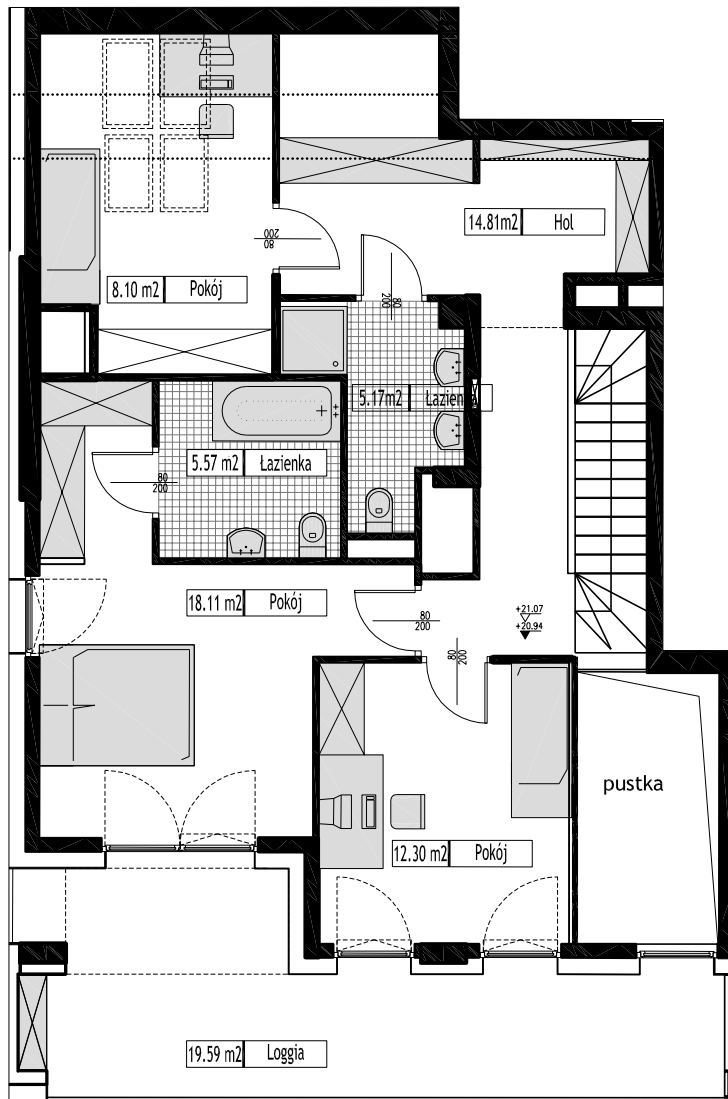 14.81m2 Hol
200
80
8.10 m2 Pokój
80
200
5.17m2 Łazienka
5.57 m2 Łazienka
80
200
18.11 m2 Pokój
+21.07
+20.94
80
200
80
200
pustka
12.30 m2 Pokój
19.59 m2 Loggia